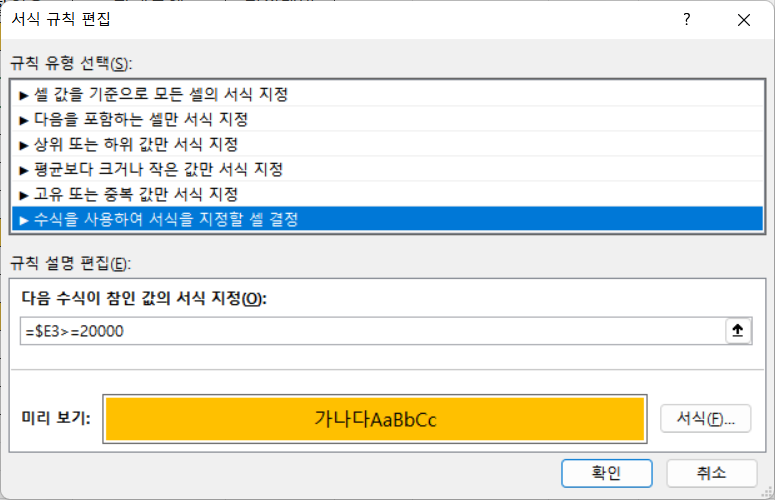 서식 규칙 편집
?
규칙 유형 선택(S):
► 셀 값을 기준으로 모든 셀의 서식 지정
► 다음을 포함하는 셀만 서식 지정
► 상위 또는 하위 값만 서식 지정
► 평균보다 크거나 작은 값만 서식 지정
► 고유 또는 중복 값만 서식 지정
► 수식을 사용하여 서식을 지정할 셀 결정
규칙 설명 편집(E):
다음 수식이 참인 값의 서식 지정(O):
=$E3>=20000
미리 보기: 가나다AaBbCc 서식(F)...
확인 취소